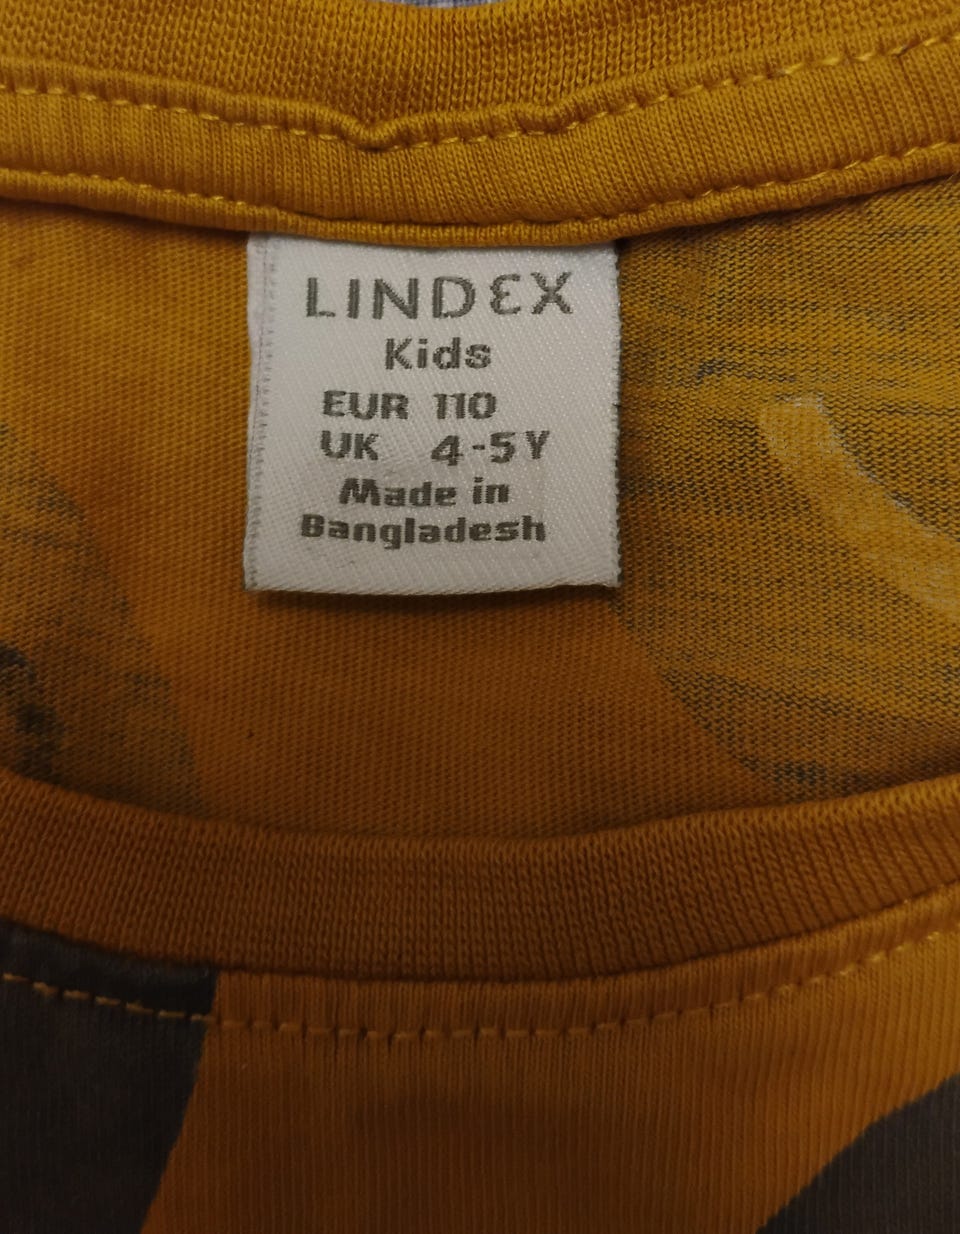 LINDEX
Kids
EUR 110
UK 4-5Y
Made in
Bangladesh